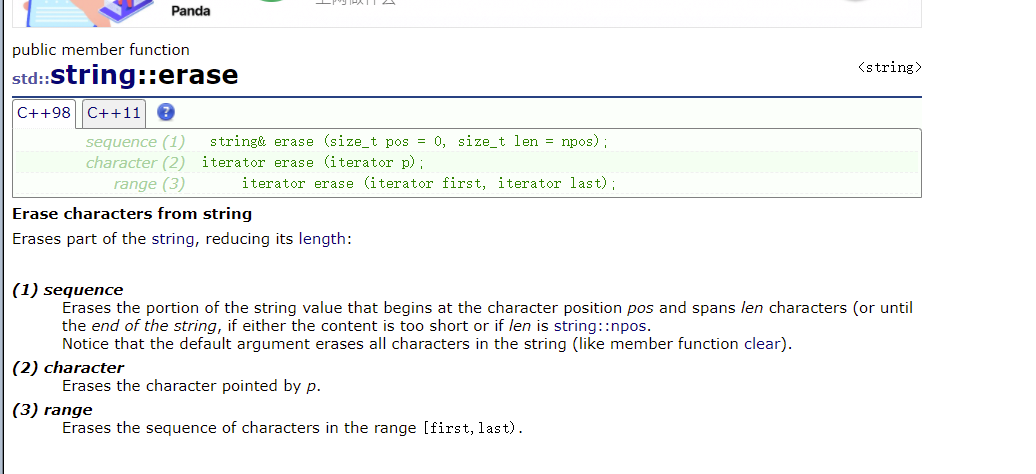 Panda
上网做什么
public member function
std::string::erase
<string>
C++98 C++11 ?
sequence (1) string& erase (size_t pos = 0, size_t len = npos);
character (2) iterator erase (iterator p);
range (3) iterator erase (iterator first, iterator last);
Erase characters from string
Erases part of the string, reducing its length:
(1) sequence
Erases the portion of the string value that begins at the character position pos and spans len characters (or until
the end of the string, if either the content is too short or if len is string::npos.
Notice that the default argument erases all characters in the string (like member function clear).
(2) character
Erases the character pointed by p.
(3) range
Erases the sequence of characters in the range [first,last).